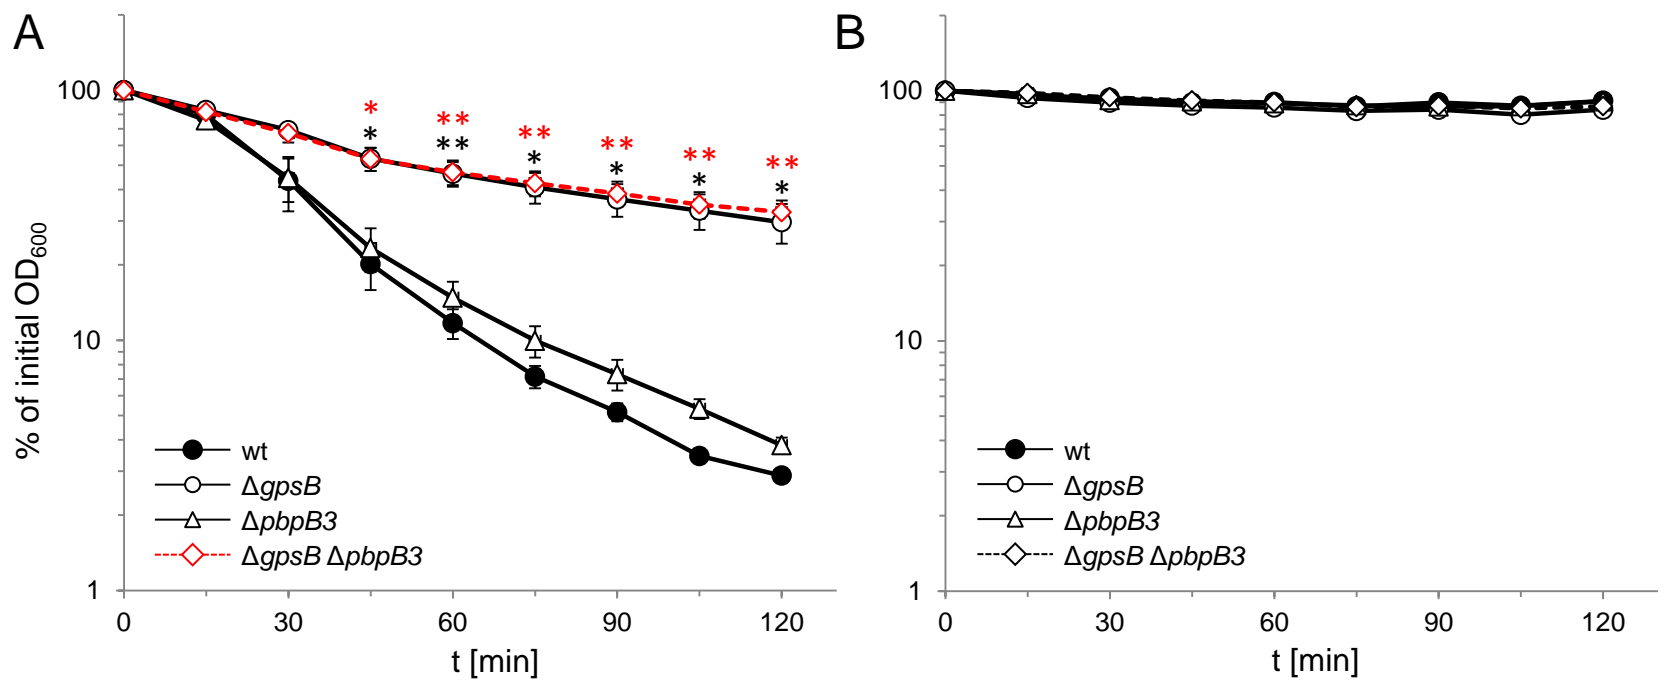 A
% of initial OD600
100
10
1
*
*
**
**
**
*
**
*
**
*
**
*
wt
ΔgpsB
ΔpbpB3
ΔgpsB ΔpbpB3
0 30 60 90 120
t [min]
B
100
10
1
wt
ΔgpsB
ΔpbpB3
ΔgpsB ΔpbpB3
0 30 60 90 120
t [min]